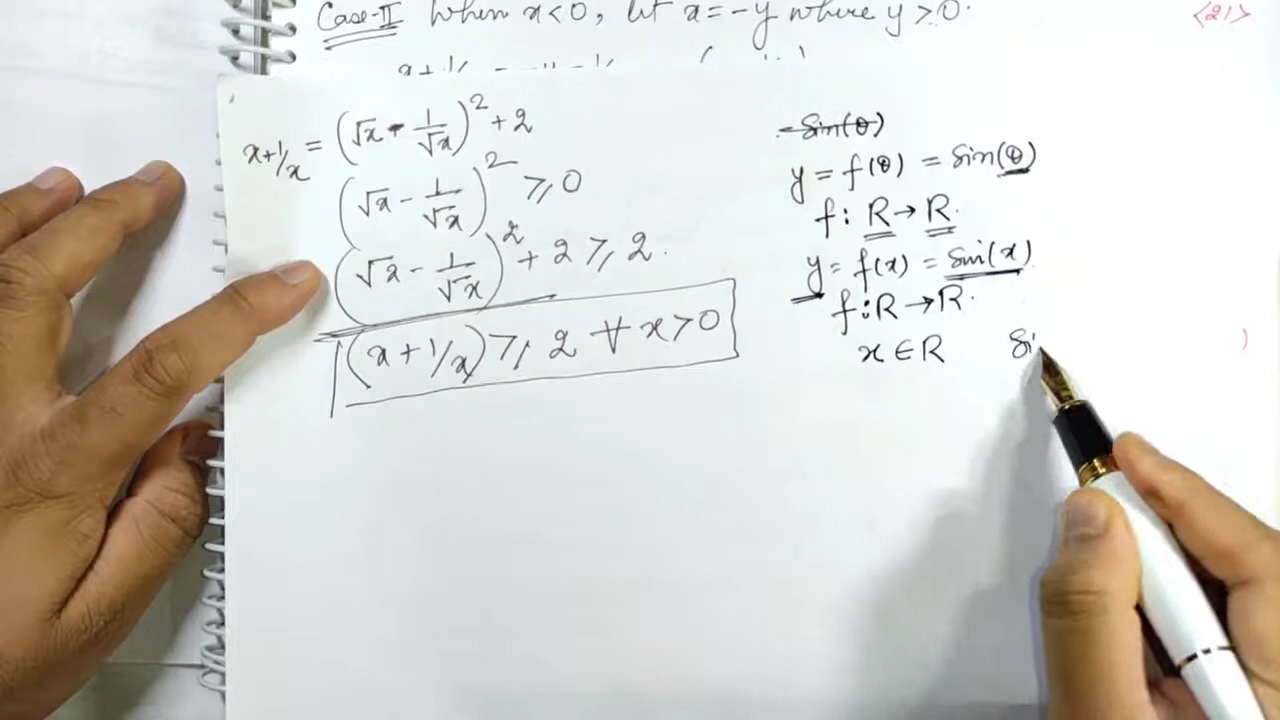 Case-II When x<0, let x=-y where y>0.
<21>
x+1/x = (√x - 1/√x)² + 2
(√x - 1/√x)² ≥ 0
(√x - 1/√x)² + 2 ≥ 2.
(x + 1/x) ≥ 2 ∀ x>0
Sin(θ)
y = f(θ) = Sin(θ)
f: R→R.
y = f(x) = Sin(x)
f: R→R.
x ∈ R Si